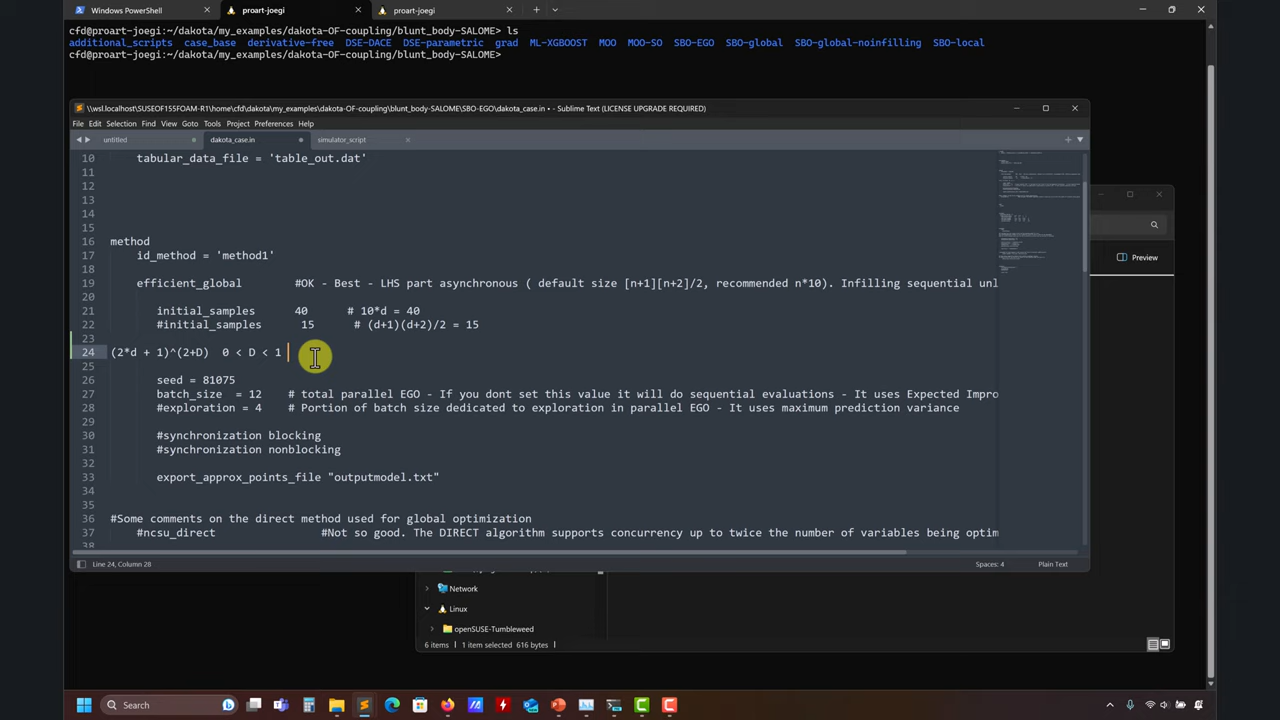 Windows PowerShell
proart-joegi
proart-joegi
cfd@proart-joegi:~/dakota/my_examples/dakota-OF-coupling/blunt_body-SALOME> ls
additional_scripts case_base derivative-free DSE-DACE DSE-parametric grad ML-XGBOOST MOO MOO-SO SBO-EGO SBO-global SBO-global-noinfilling SBO-local
cfd@proart-joegi:~/dakota/my_examples/dakota-OF-coupling/blunt_body-SALOME>
\\wsl.localhost\SUSEOF155FOAM-R1\home\cfd\dakota\my_examples\dakota-OF-coupling\blunt_body-SALOME\SBO-EGO\dakota_case.in • - Sublime Text (LICENSE UPGRADE REQUIRED)
File Edit Selection Find View Goto Tools Project Preferences Help
untitled
dakota_case.in
simulator_script
10 tabular_data_file = 'table_out.dat'
11
12
13
14
15
16 method
17 id_method = 'method1'
18
19 efficient_global #OK - Best - LHS part asynchronous ( default size [n+1][n+2]/2, recommended n*10). Infilling sequential unl
20
21 initial_samples 40 # 10*d = 40
22 #initial_samples 15 # (d+1)(d+2)/2 = 15
23
24 (2*d + 1)^(2+D) 0 < D < 1
25
26 seed = 81075
27 batch_size = 12 # total parallel EGO - If you dont set this value it will do sequential evaluations - It uses Expected Impro
28 #exploration = 4 # Portion of batch size dedicated to exploration in parallel EGO - It uses maximum prediction variance
29
30 #synchronization blocking
31 #synchronization nonblocking
32
33 export_approx_points_file "outputmodel.txt"
34
35
36 #Some comments on the direct method used for global optimization
37 #ncsu_direct #Not so good. The DIRECT algorithm supports concurrency up to twice the number of variables being optim
38
Line 24, Column 28
Spaces: 4
Plain Text
Preview
Network
Linux
openSUSE-Tumbleweed
6 items 1 item selected 616 bytes
Search